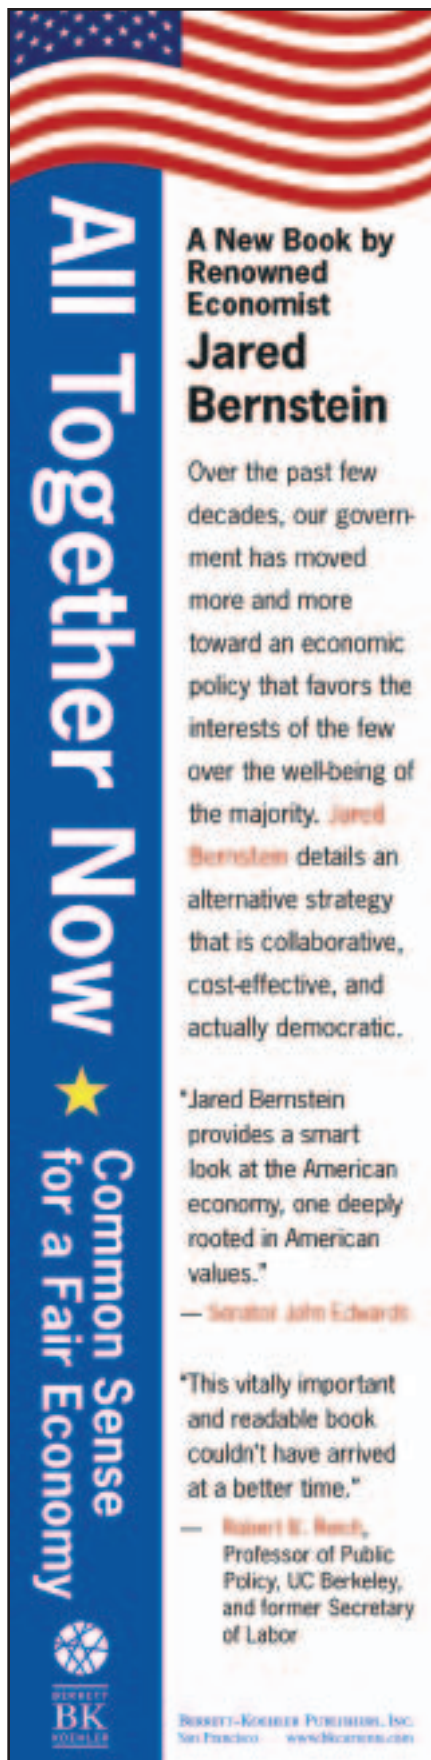 All Together Now
Common Sense
for a Fair Economy
BERRETT
BK
KOEHLER
A New Book by
Renowned
Economist
Jared
Bernstein
Over the past few
decades, our govern-
ment has moved
more and more
toward an economic
policy that favors the
interests of the few
over the well-being of
the majority. Jared
Bernstein details an
alternative strategy
that is collaborative,
cost-effective, and
actually democratic.
"Jared Bernstein
provides a smart
look at the American
economy, one deeply
rooted in American
values."
— Senator John Edwards
"This vitally important
and readable book
couldn't have arrived
at a better time."
— Robert B. Reich,
Professor of Public
Policy, UC Berkeley,
and former Secretary
of Labor
BERRETT-KOEHLER PUBLISHERS, INC.
San Francisco www.bkcurrents.com